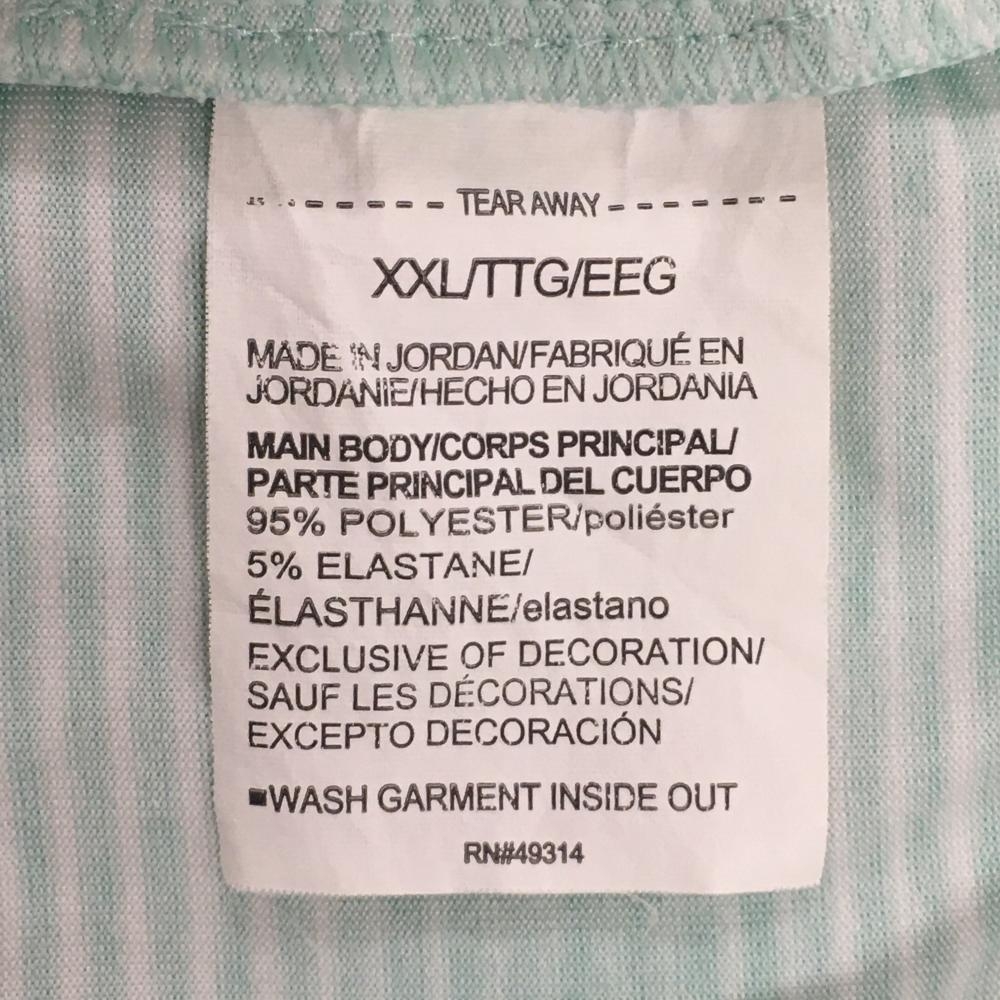 TEAR AWAY
XXL/TTG/EEG
MADE IN JORDAN/FABRIQUÉ EN
JORDANIE/HECHO EN JORDANIA
MAIN BODY/CORPS PRINCIPAL/
PARTE PRINCIPAL DEL CUERPO
95% POLYESTER/poliéster
5% ELASTANE/
ÉLASTHANNE/elastano
EXCLUSIVE OF DECORATION/
SAUF LES DÉCORATIONS/
EXCEPTO DECORACIÓN
■WASH GARMENT INSIDE OUT
RN#49314